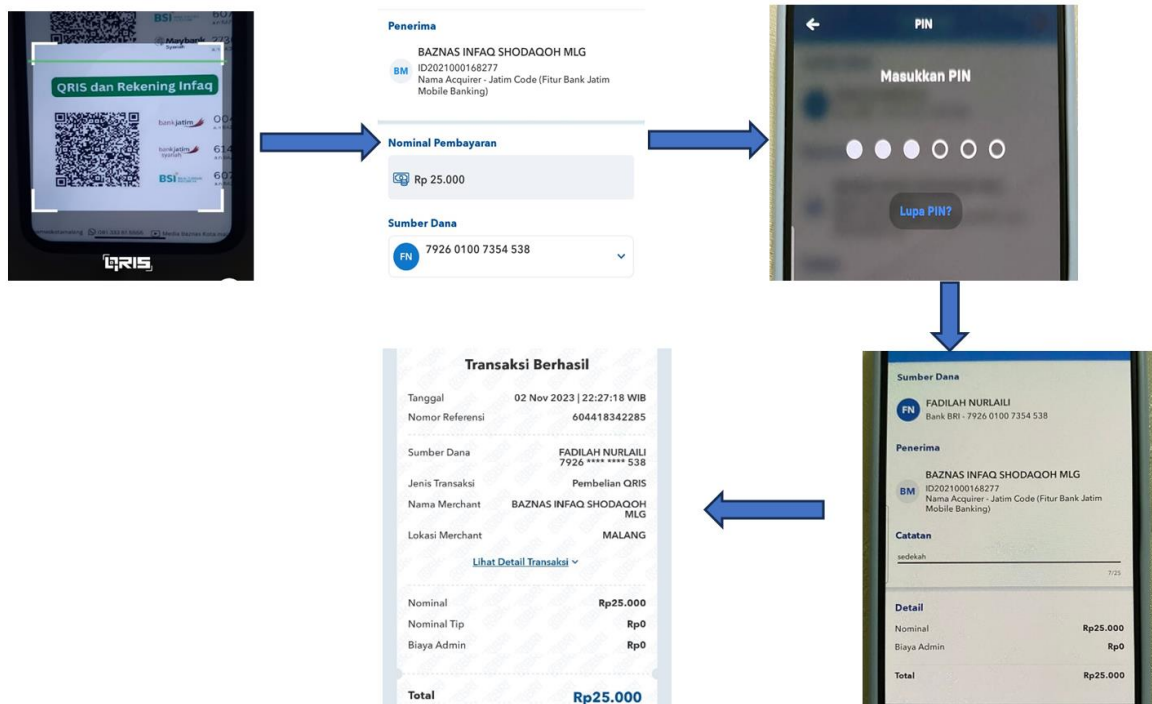 BSI
607
Maybank
Syariah
2736
QRIS dan Rekening Infaq
bankjatim
bankjatim
syariah
614
BSI
607
QRIS
Penerima
BAZNAS INFAQ SHODAQOH MLG
BM
ID2021000168277
Nama Acquirer - Jatim Code (Fitur Bank Jatim
Mobile Banking)
Nominal Pembayaran
Rp 25.000
Sumber Dana
FN
7926 0100 7354 538
PIN
Masukkan PIN
Lupa PIN?
Sumber Dana
FN
FADILAH NURLAILI
Bank BRI - 7926 0100 7354 538
Penerima
BAZNAS INFAQ SHODAQOH MLG
BM
ID2021000168277
Nama Acquirer - Jatim Code (Fitur Bank Jatim
Mobile Banking)
Catatan
sedekah
7/25
Detail
Nominal Rp25.000
Biaya Admin Rp0
Total Rp25.000
Transaksi Berhasil
Tanggal 02 Nov 2023 | 22:27:18 WIB
Nomor Referensi 604418342285
Sumber Dana FADILAH NURLAILI
7926 **** **** 538
Jenis Transaksi Pembelian QRIS
Nama Merchant BAZNAS INFAQ SHODAQOH
MLG
Lokasi Merchant MALANG
Lihat Detail Transaksi
Nominal Rp25.000
Nominal Tip Rp0
Biaya Admin Rp0
Total Rp25.000